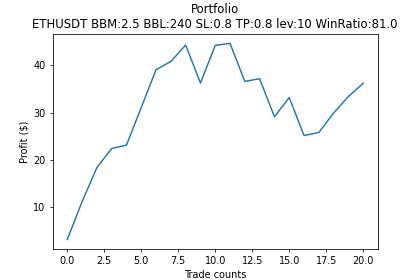 Portfolio
ETHUSDT BBM:2.5 BBL:240 SL:0.8 TP:0.8 lev:10 WinRatio:81.0
Profit ($)
40
30
20
10
0.0 2.5 5.0 7.5 10.0 12.5 15.0 17.5 20.0
Trade counts